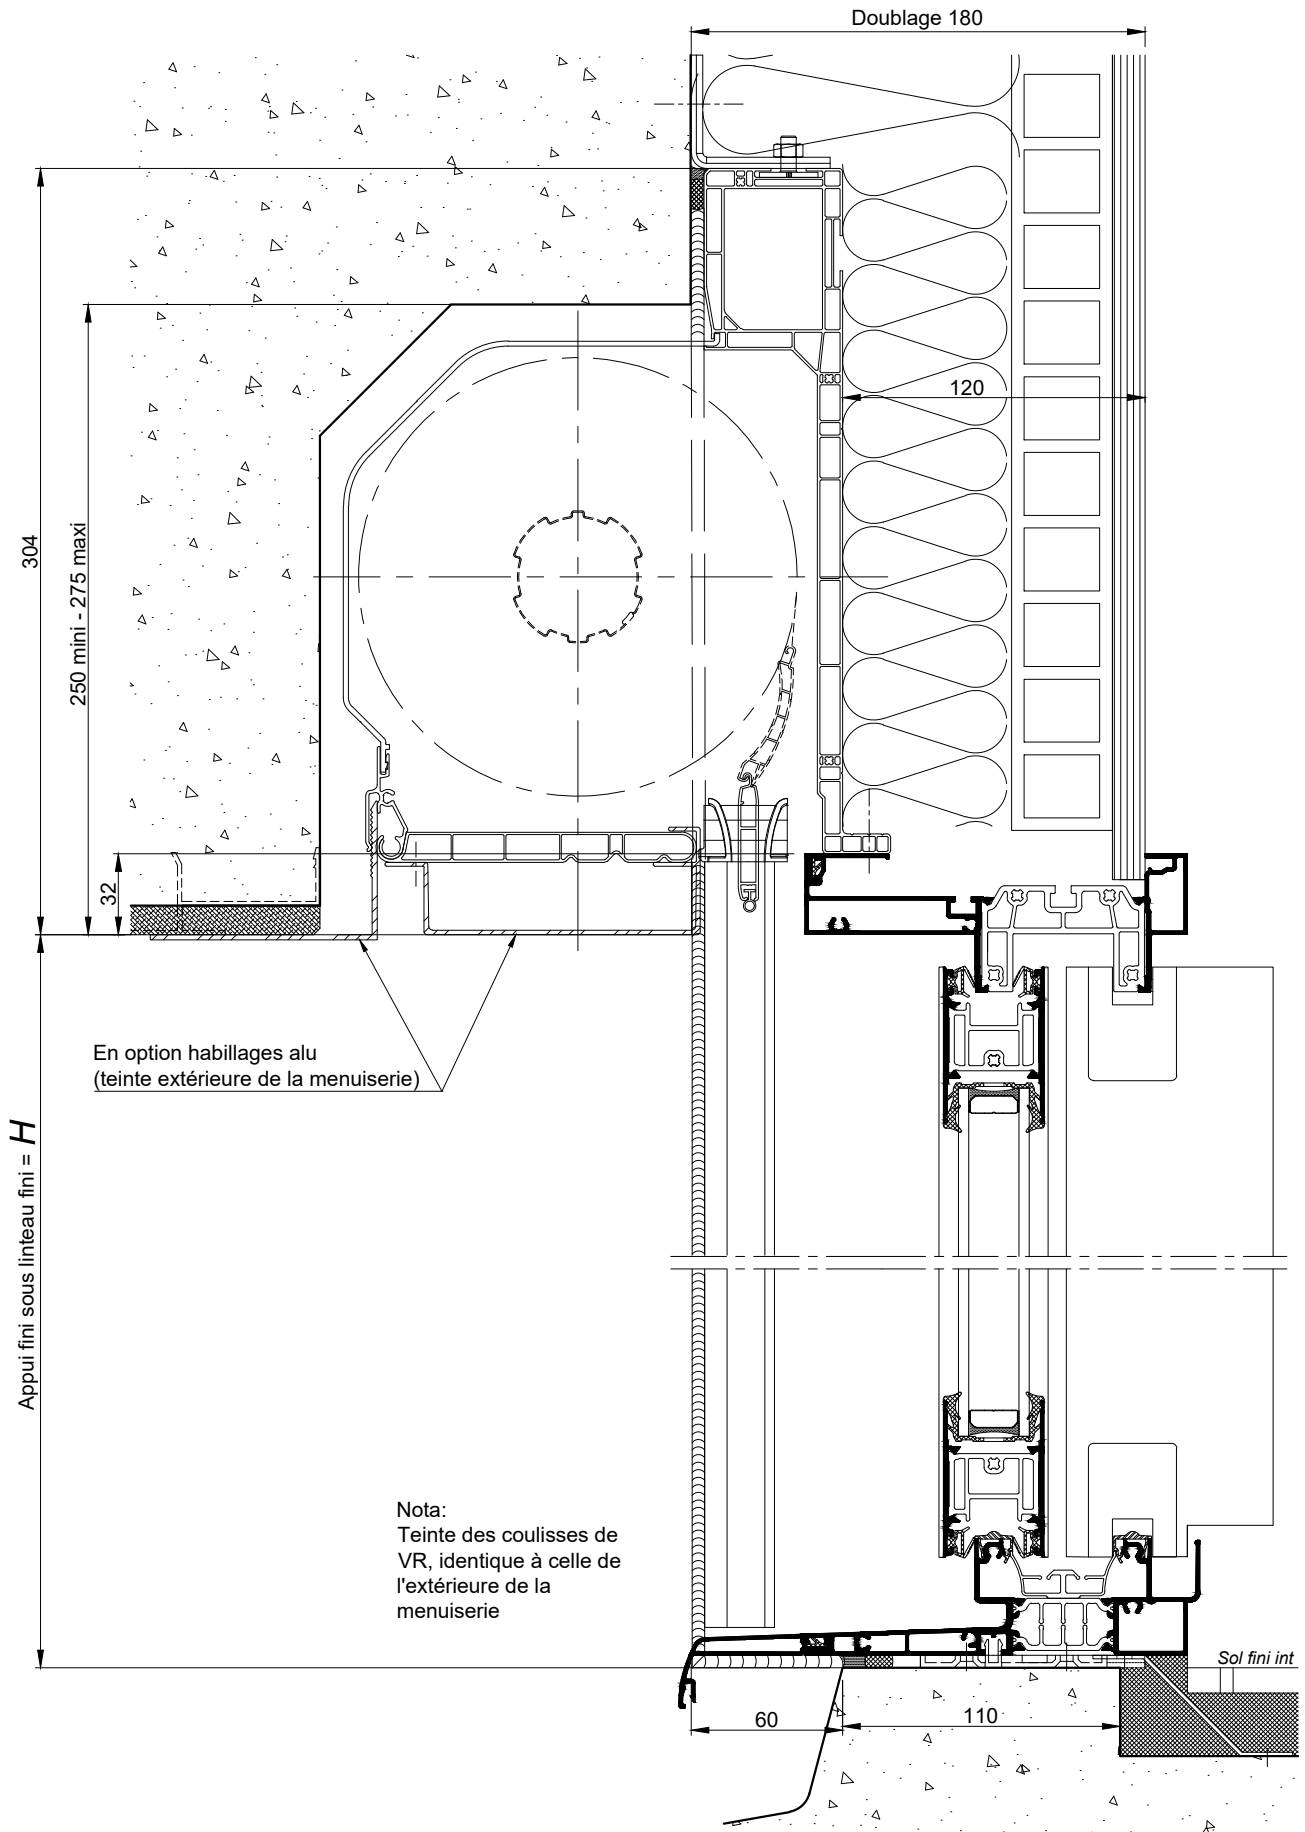 Doublage 180
120
304
250 mini - 275 maxi
32
En option habillages alu
(teinte extérieure de la menuiserie)
Appui fini sous linteau fini = H
Nota:
Teinte des coulisses de
VR, identique à celle de
l'extérieure de la
menuiserie
Sol fini int
60
110